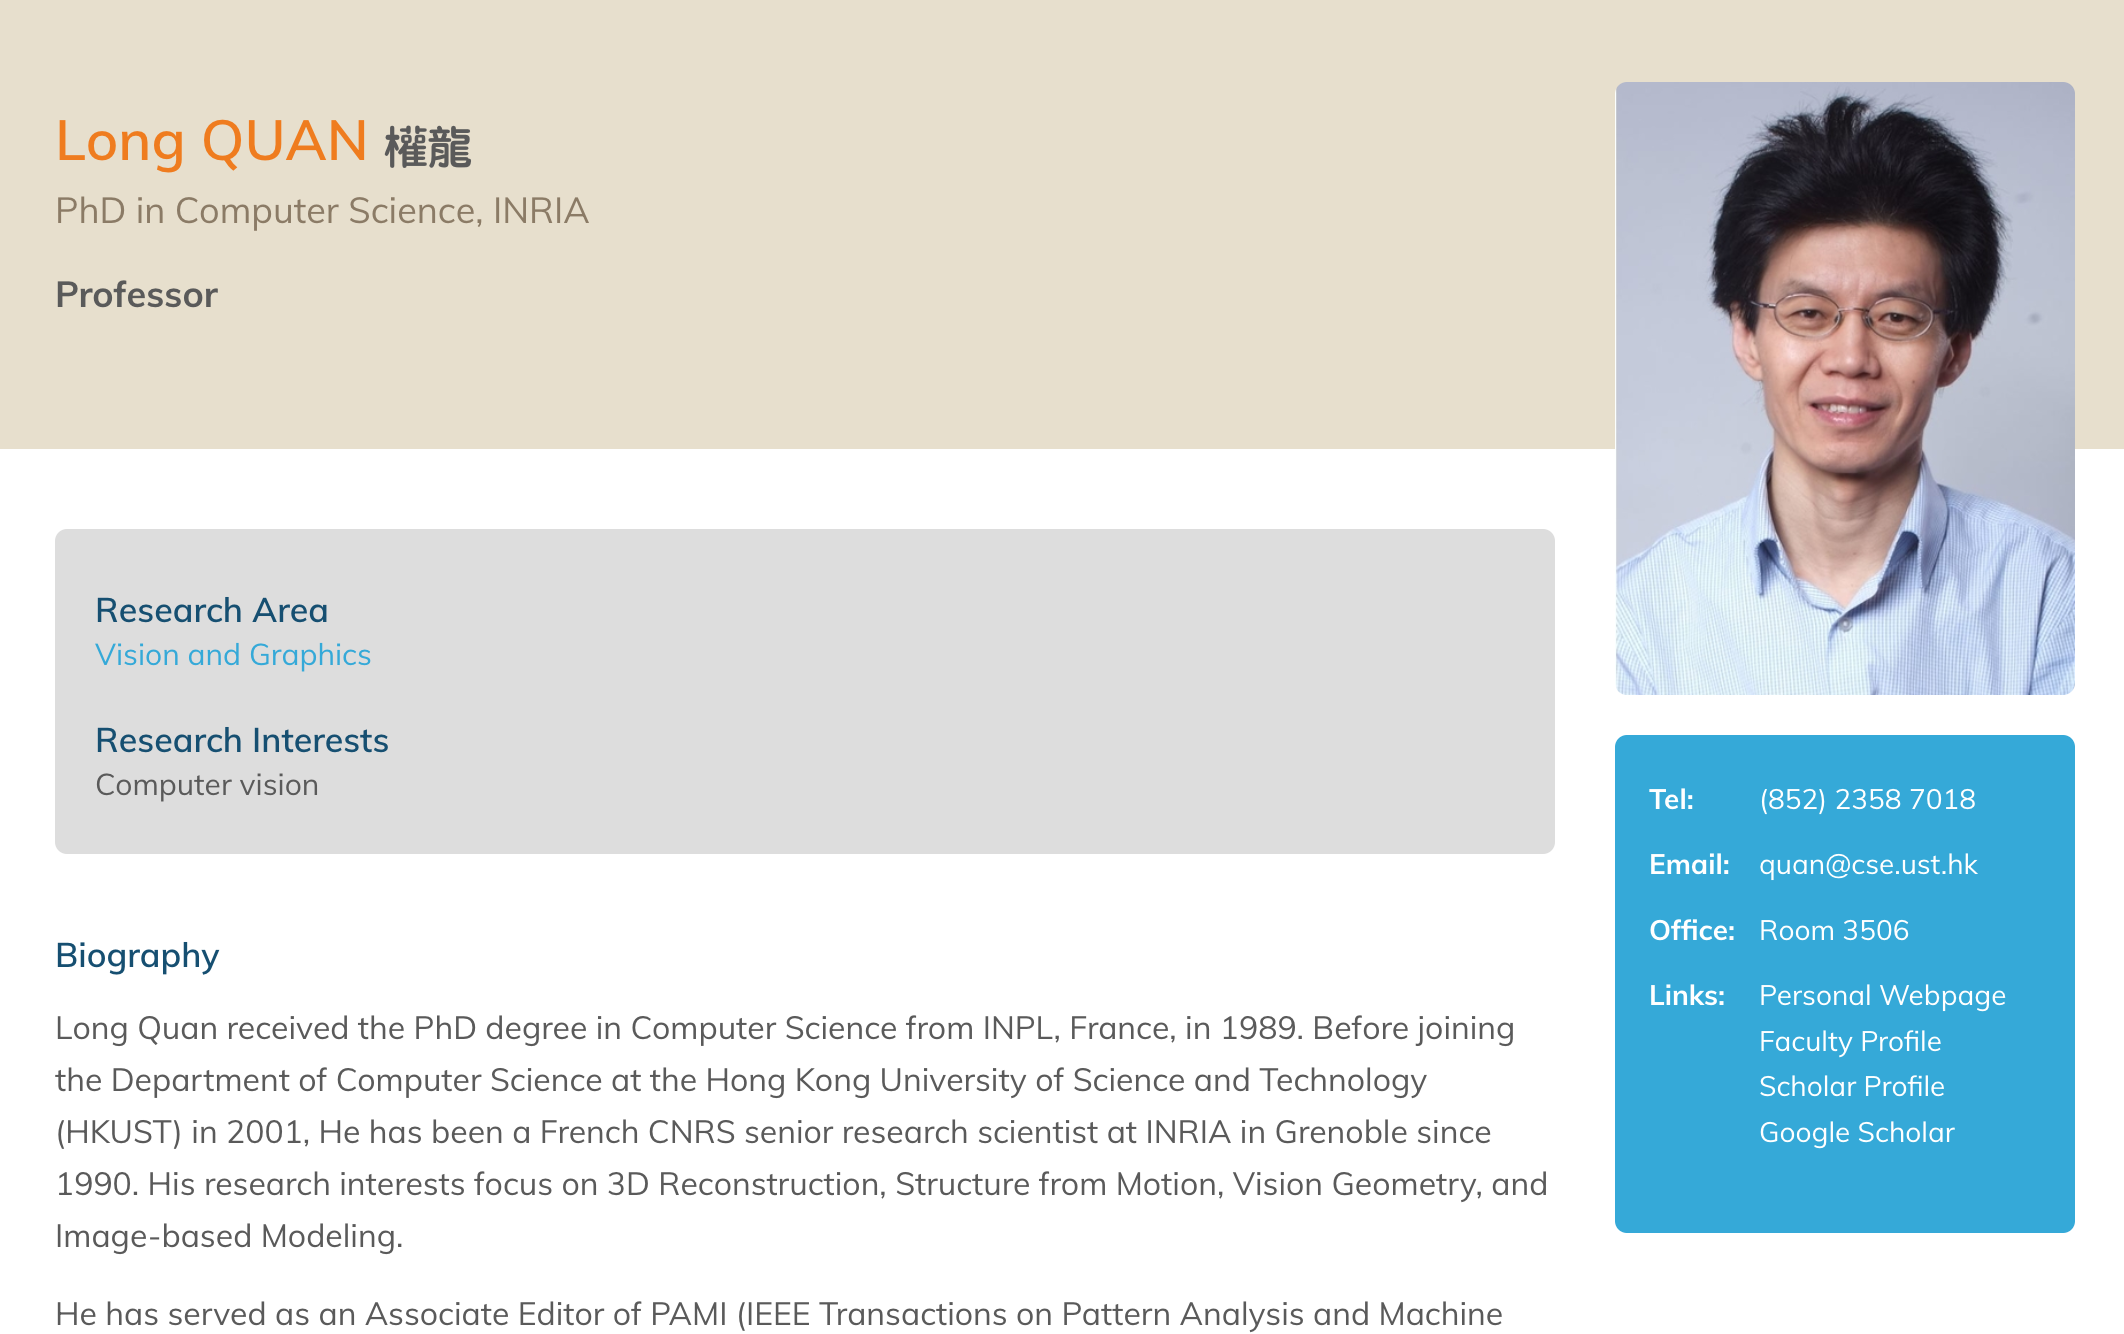 Long QUAN 權龍
PhD in Computer Science, INRIA
Professor
Research Area
Vision and Graphics
Research Interests
Computer vision
Biography
Long Quan received the PhD degree in Computer Science from INPL, France, in 1989. Before joining
the Department of Computer Science at the Hong Kong University of Science and Technology
(HKUST) in 2001, He has been a French CNRS senior research scientist at INRIA in Grenoble since
1990. His research interests focus on 3D Reconstruction, Structure from Motion, Vision Geometry, and
Image-based Modeling.
He has served as an Associate Editor of PAMI (IEEE Transactions on Pattern Analysis and Machine
Tel: (852) 2358 7018
Email: quan@cse.ust.hk
Office: Room 3506
Links: Personal Webpage
Faculty Profile
Scholar Profile
Google Scholar